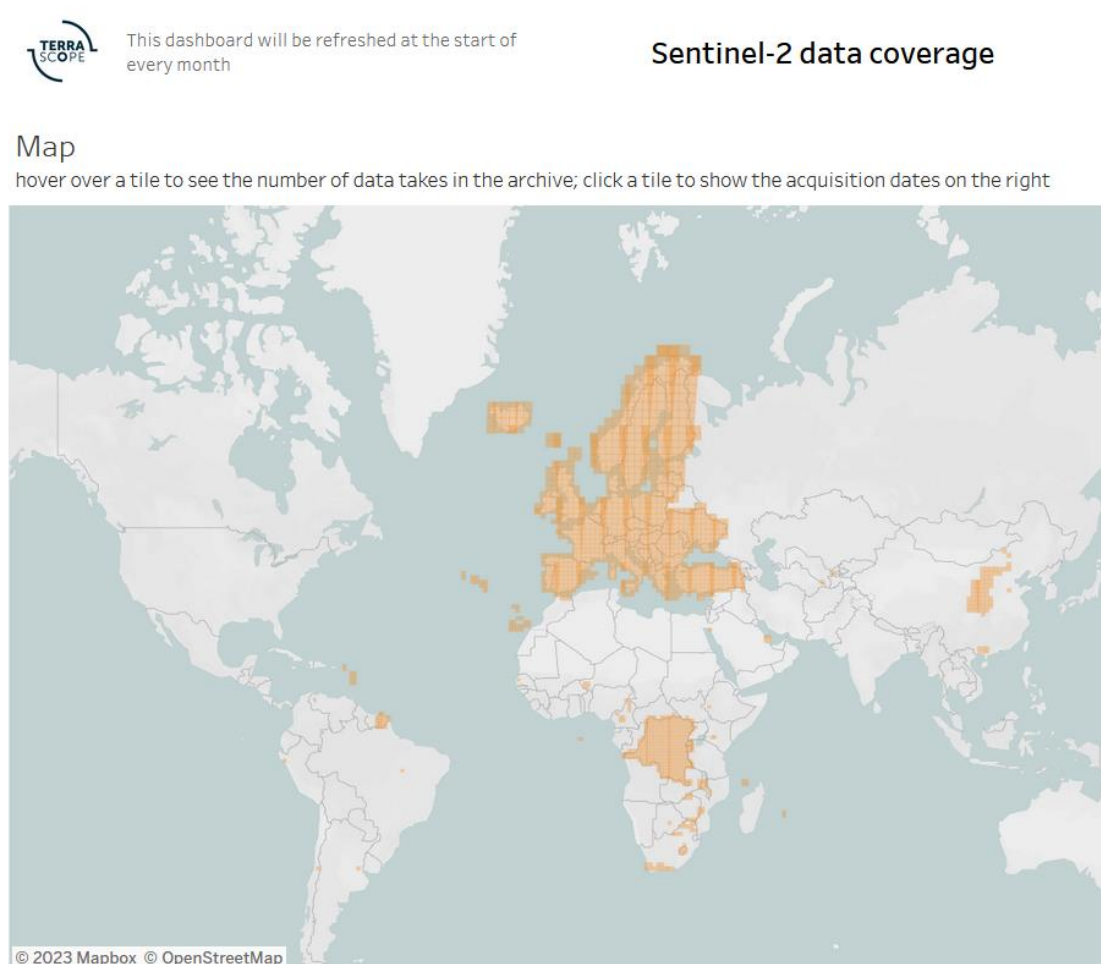 TERRA
SCOPE
This dashboard will be refreshed at the start of
every month
Sentinel-2 data coverage
Map
hover over a tile to see the number of data takes in the archive; click a tile to show the acquisition dates on the right
© 2023 Mapbox © OpenStreetMap